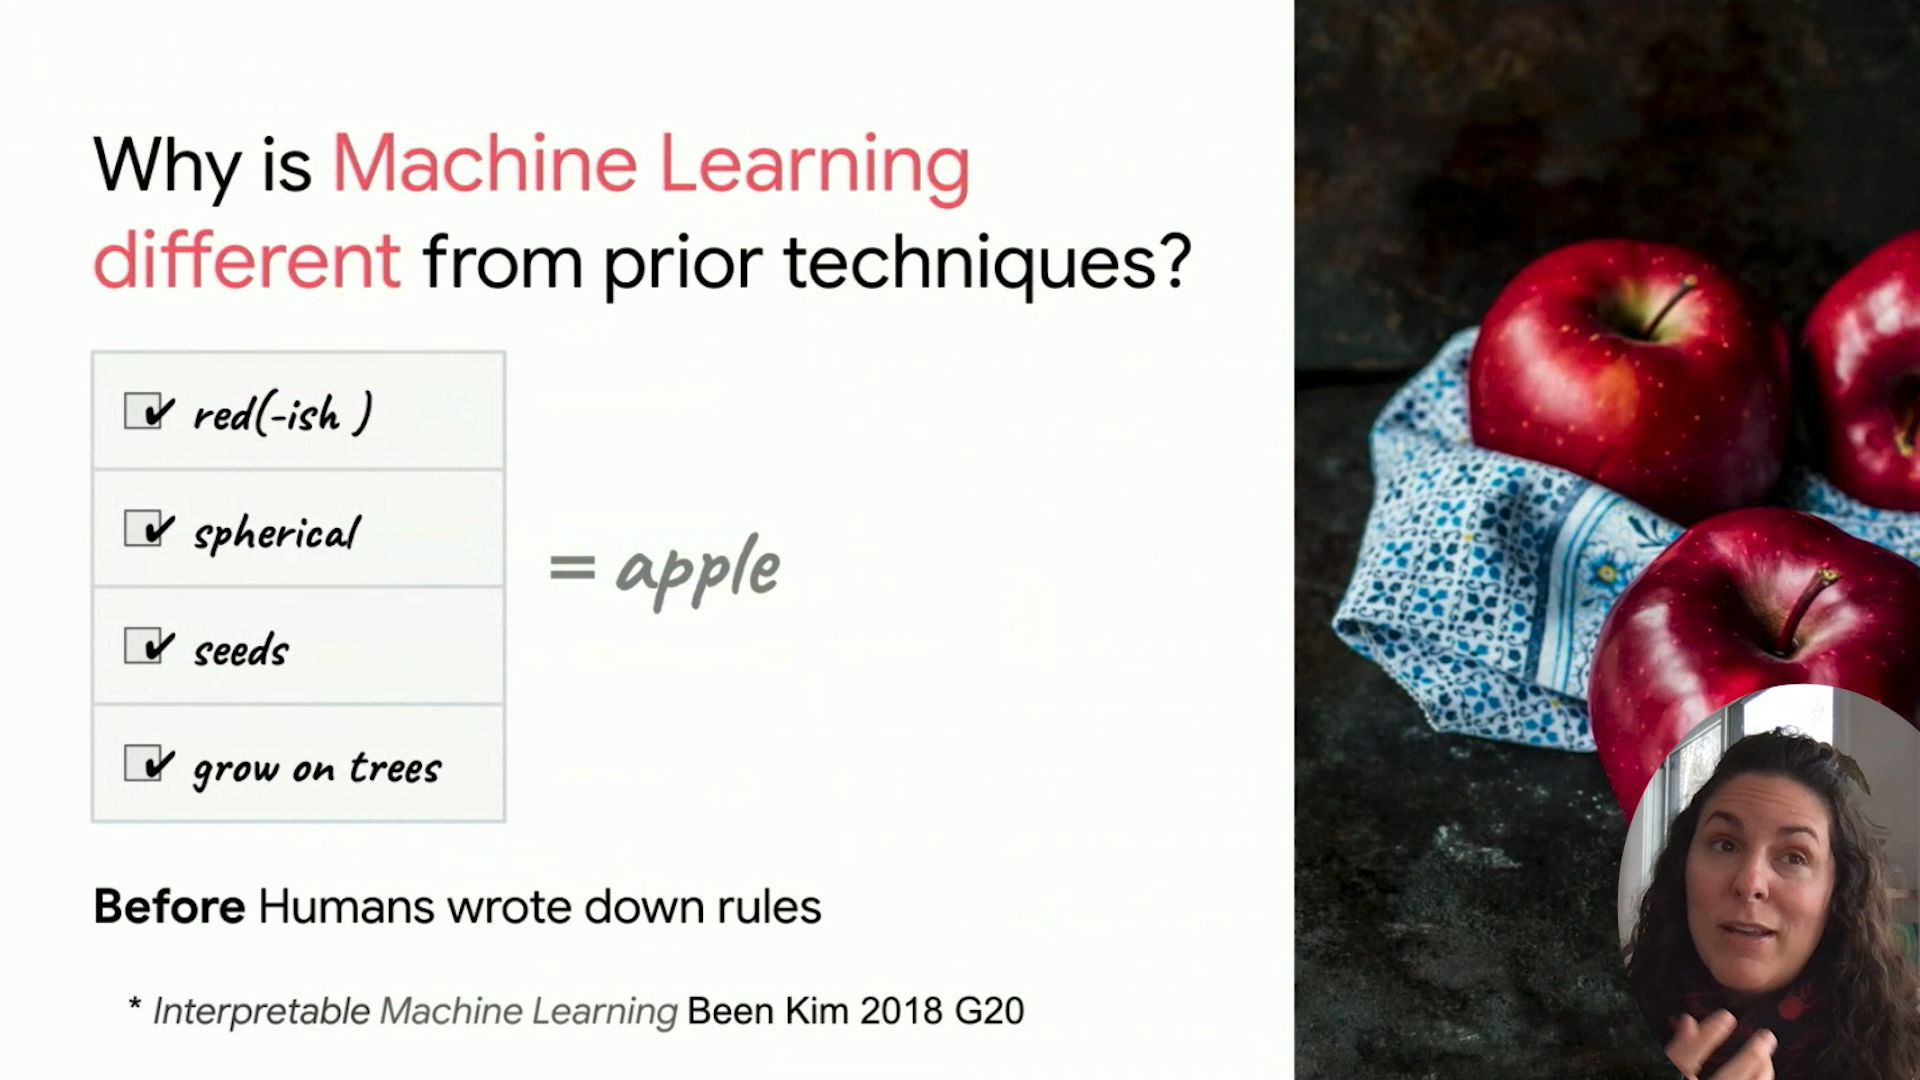 Why is Machine Learning
different from prior techniques?
red(-ish )
spherical
seeds
grow on trees
= apple
Before Humans wrote down rules
* Interpretable Machine Learning Been Kim 2018 G20